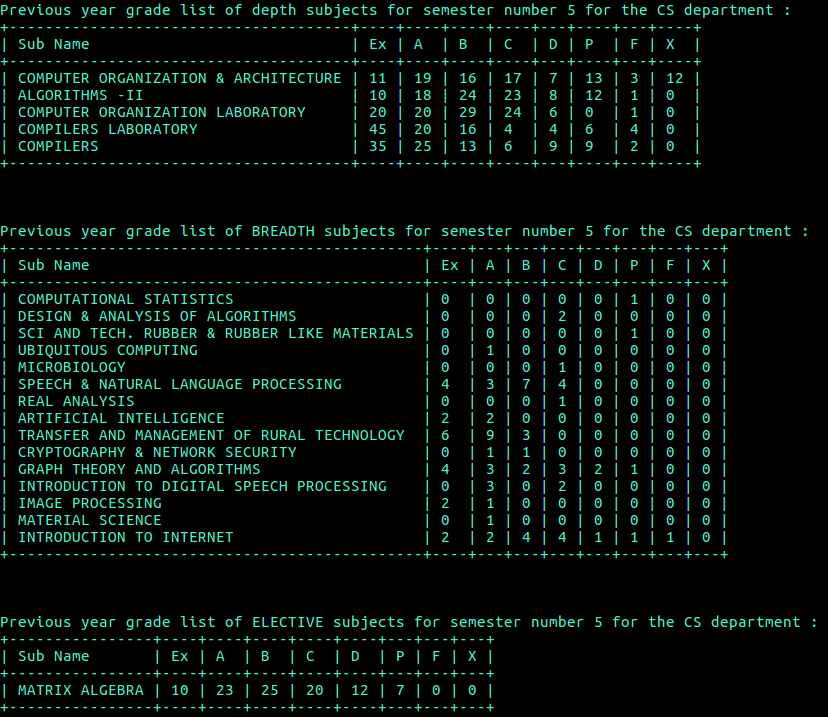 Previous year grade list of depth subjects for semester number 5 for the CS department :
+--------------------------------------+----+----+----+----+---+----+---+----+
| Sub Name                             | Ex | A  | B  | C  | D | P  | F | X  |
+--------------------------------------+----+----+----+----+---+----+---+----+
| COMPUTER ORGANIZATION & ARCHITECTURE | 11 | 19 | 16 | 17 | 7 | 13 | 3 | 12 |
| ALGORITHMS -II                       | 10 | 18 | 24 | 23 | 8 | 12 | 1 | 0  |
| COMPUTER ORGANIZATION LABORATORY     | 20 | 20 | 29 | 24 | 6 | 0  | 1 | 0  |
| COMPILERS LABORATORY                 | 45 | 20 | 16 | 4  | 4 | 6  | 4 | 0  |
| COMPILERS                            | 35 | 25 | 13 | 6  | 9 | 9  | 2 | 0  |
+--------------------------------------+----+----+----+----+---+----+---+----+
Previous year grade list of BREADTH subjects for semester number 5 for the CS department :
+----------------------------------------------+----+---+---+---+---+---+---+---+
| Sub Name                                     | Ex | A | B | C | D | P | F | X |
+----------------------------------------------+----+---+---+---+---+---+---+---+
| COMPUTATIONAL STATISTICS                     | 0  | 0 | 0 | 0 | 0 | 1 | 0 | 0 |
| DESIGN & ANALYSIS OF ALGORITHMS              | 0  | 0 | 0 | 2 | 0 | 0 | 0 | 0 |
| SCI AND TECH. RUBBER & RUBBER LIKE MATERIALS | 0  | 0 | 0 | 0 | 0 | 1 | 0 | 0 |
| UBIQUITOUS COMPUTING                         | 0  | 1 | 0 | 0 | 0 | 0 | 0 | 0 |
| MICROBIOLOGY                                 | 0  | 0 | 0 | 1 | 0 | 0 | 0 | 0 |
| SPEECH & NATURAL LANGUAGE PROCESSING         | 4  | 3 | 7 | 4 | 0 | 0 | 0 | 0 |
| REAL ANALYSIS                                | 0  | 0 | 0 | 1 | 0 | 0 | 0 | 0 |
| ARTIFICIAL INTELLIGENCE                      | 2  | 2 | 0 | 0 | 0 | 0 | 0 | 0 |
| TRANSFER AND MANAGEMENT OF RURAL TECHNOLOGY  | 6  | 9 | 3 | 0 | 0 | 0 | 0 | 0 |
| CRYPTOGRAPHY & NETWORK SECURITY              | 0  | 1 | 1 | 0 | 0 | 0 | 0 | 0 |
| GRAPH THEORY AND ALGORITHMS                  | 4  | 3 | 2 | 3 | 2 | 1 | 0 | 0 |
| INTRODUCTION TO DIGITAL SPEECH PROCESSING    | 0  | 3 | 0 | 2 | 0 | 0 | 0 | 0 |
| IMAGE PROCESSING                             | 2  | 1 | 0 | 0 | 0 | 0 | 0 | 0 |
| MATERIAL SCIENCE                             | 0  | 1 | 0 | 0 | 0 | 0 | 0 | 0 |
| INTRODUCTION TO INTERNET                     | 2  | 2 | 4 | 4 | 1 | 1 | 1 | 0 |
+----------------------------------------------+----+---+---+---+---+---+---+---+
Previous year grade list of ELECTIVE subjects for semester number 5 for the CS department :
+----------------+----+----+----+----+----+---+---+---+
| Sub Name       | Ex | A  | B  | C  | D  | P | F | X |
+----------------+----+----+----+----+----+---+---+---+
| MATRIX ALGEBRA | 10 | 23 | 25 | 20 | 12 | 7 | 0 | 0 |
+----------------+----+----+----+----+----+---+---+---+